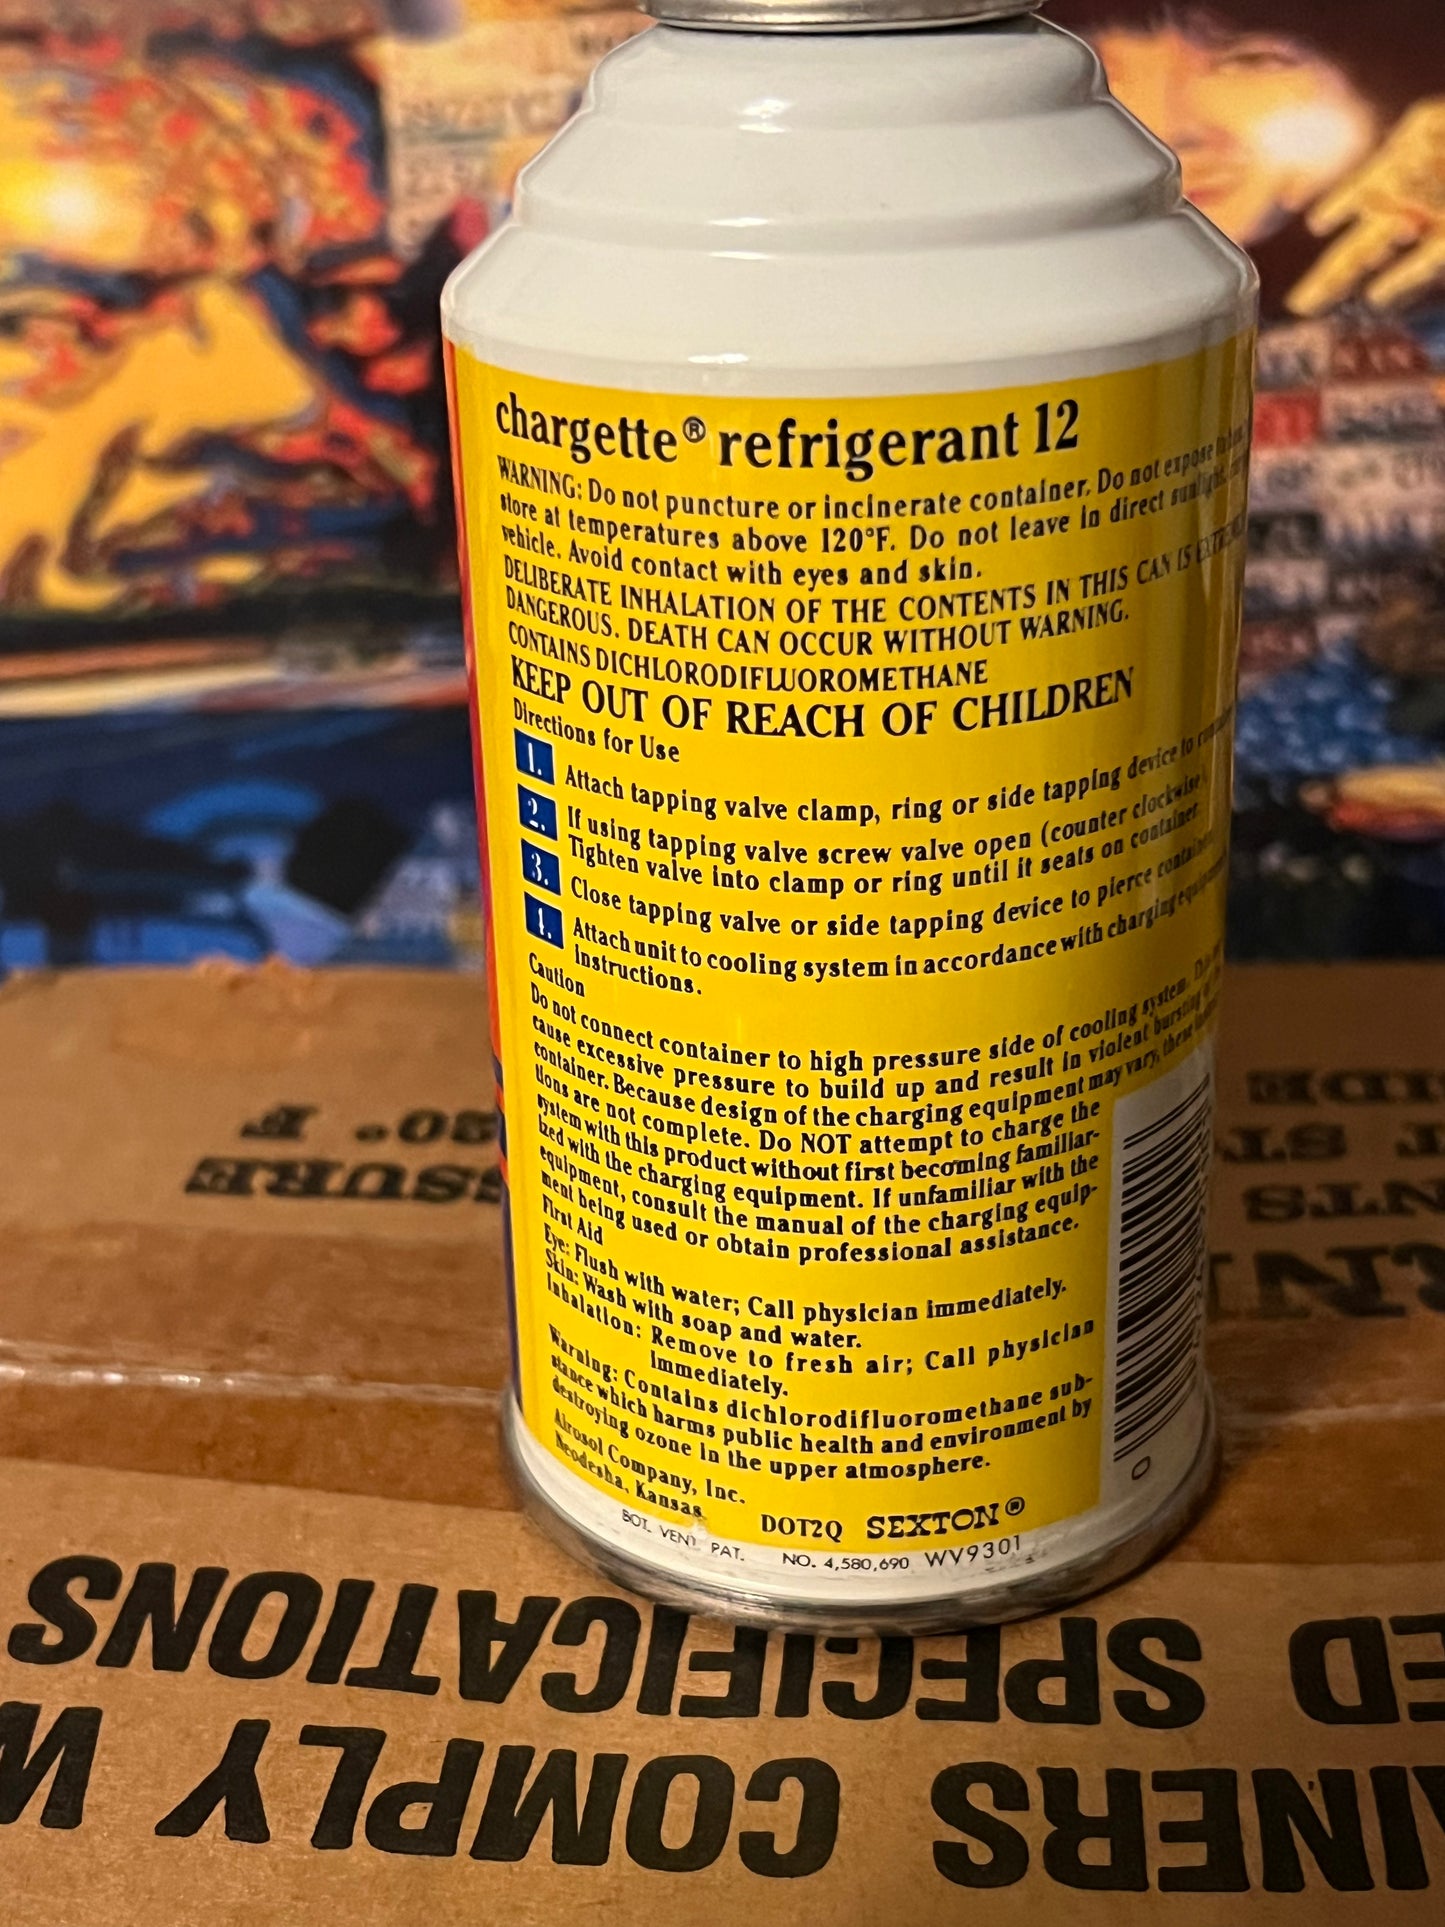 chargette® refrigerant 12
WARNING: Do not puncture or incinerate container. Do not expose
store at temperatures above 120°F. Do not leave in direct sunlight
vehicle. Avoid contact with eyes and skin.
DELIBERATE INHALATION OF THE CONTENTS IN THIS CAN IS
DANGEROUS. DEATH CAN OCCUR WITHOUT WARNING.
CONTAINS DICHLORODIFLUOROMETHANE
KEEP OUT OF REACH OF CHILDREN
Directions for Use
1. Attach tapping valve clamp, ring or side tapping device to
2. If using tapping valve screw valve open (counter clockwise)
Tighten valve into clamp or ring until it seats on container.
3. Close tapping valve or side tapping device to pierce container
4. Attach unit to cooling system in accordance with charging equipment
instructions.
Caution
Do not connect container to high pressure side of cooling system.
cause excessive pressure to build up and result in violent bursting
container. Because design of the charging equipment may vary, these
tions are not complete. Do NOT attempt to charge the
system with this product without first becoming familiar-
ized with the charging equipment. If unfamiliar with the
equipment, consult the manual of the charging equip-
ment being used or obtain professional assistance.
First Aid
Eye: Flush with water; Call physician immediately.
Skin: Wash with soap and water.
Inhalation: Remove to fresh air; Call physician
immediately.
Warning: Contains dichlorodifluoromethane sub-
stance which harms public health and environment by
destroying ozone in the upper atmosphere.
Airosol Company, Inc.
Neodesha, Kansas
DOT2Q SEXTON®
BOT. VENT PAT. NO. 4,580,690 WV9301
0
SPECIFICATIONS
COMPLY